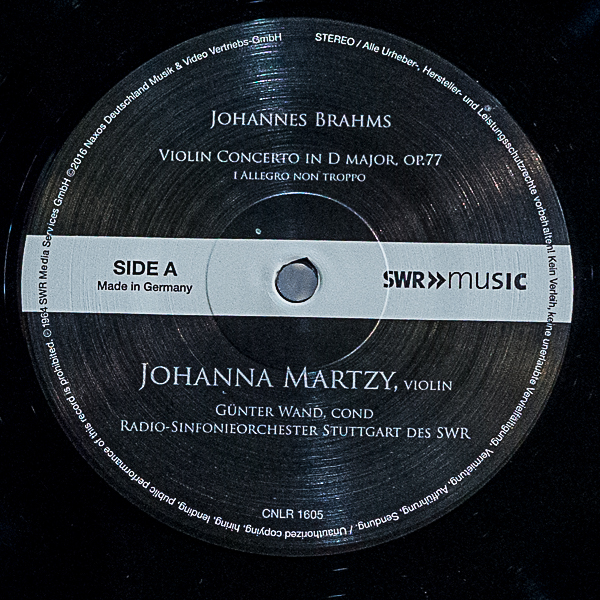 JOHANNES BRAHMS
VIOLIN CONCERTO IN D MAJOR, OP.77
I ALLEGRO NON TROPPO
SIDE A
Made in Germany
SWR»music
JOHANNA MARTZY, VIOLIN
GÜNTER WAND, COND
RADIO-SINFONIEORCHESTER STUTTGART DES SWR
CNLR 1605
STEREO / Alle Urheber-, Hersteller- und Leistungsschutzrechte vorbehalten! Kein Verleih, keine unerlaubte Vervielfältigung, Vermietung, Aufführung, Sendung. / Unauthorized copying, hiring, lending, public performance of this record is prohibited. ©1964 SWR Media Services GmbH ©2016 Naxos Deutschland Musik & Video Vertriebs-GmbH